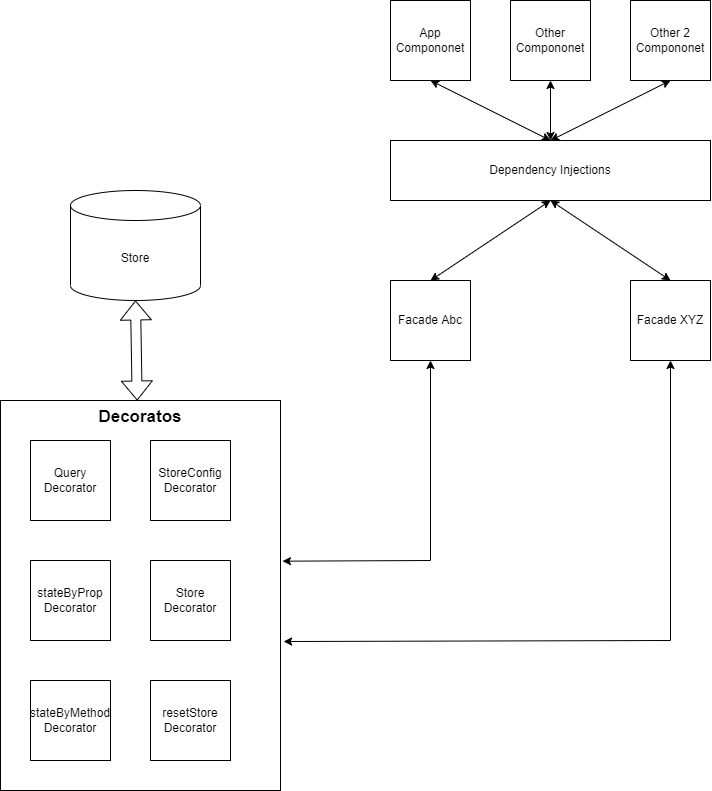 App
Compononet
Other
Compononet
Other 2
Compononet
Dependency Injections
Store
Facade Abc
Facade XYZ
Decoratos
Query
Decorator
StoreConfig
Decorator
stateByProp
Decorator
Store
Decorator
stateByMethod
Decorator
resetStore
Decorator